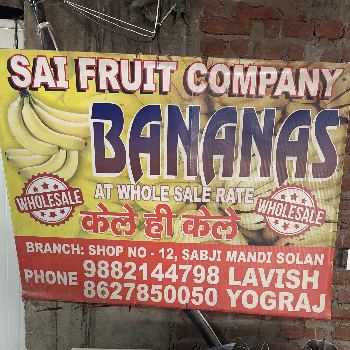 SAI FRUIT COMPANY
BANANAS
AT WHOLE SALE RATE
WHOLESALE
WHOLESALE
केले ही केले
BRANCH: SHOP NO - 12, SABJI MANDI SOLAN
PHONE 9882144798 LAVISH
8627850050 YOGRAJ